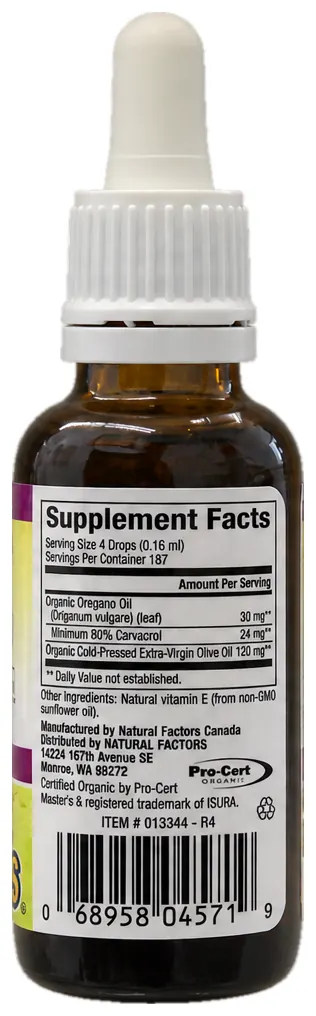 Supplement Facts
Serving Size 4 Drops (0.16 ml)
Servings Per Container 187
Amount Per Serving
Organic Oregano Oil
(Origanum vulgare) (leaf) 30 mg**
Minimum 80% Carvacrol 24 mg**
Organic Cold-Pressed Extra-Virgin Olive Oil 120 mg**
** Daily Value not established.
Other Ingredients: Natural vitamin E (from non-GMO
sunflower oil).
Manufactured by Natural Factors Canada
Distributed by NATURAL FACTORS
14224 167th Avenue SE
Monroe, WA 98272
Pro-Cert
ORGANIC
Certified Organic by Pro-Cert
Master's & registered trademark of ISURA.
ITEM # 013344 - R4
0 68958 04571 9
S®